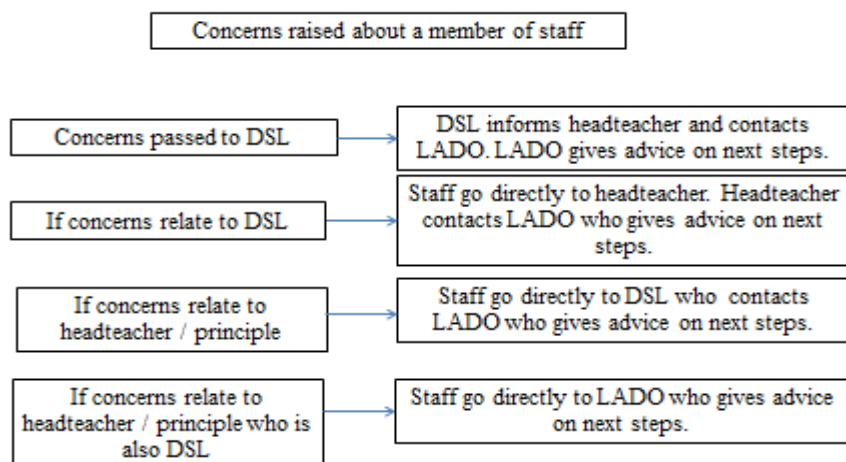 Concerns raised about a member of staff
Concerns passed to DSL
DSL informs headteacher and contacts
LADO. LADO gives advice on next steps.
If concerns relate to DSL
Staff go directly to headteacher. Headteacher
contacts LADO who gives advice on next
steps.
If concerns relate to
headteacher / principle
Staff go directly to DSL who contacts
LADO who gives advice on next steps.
If concerns relate to
headteacher / principle who is
also DSL
Staff go directly to LADO who gives advice
on next steps.